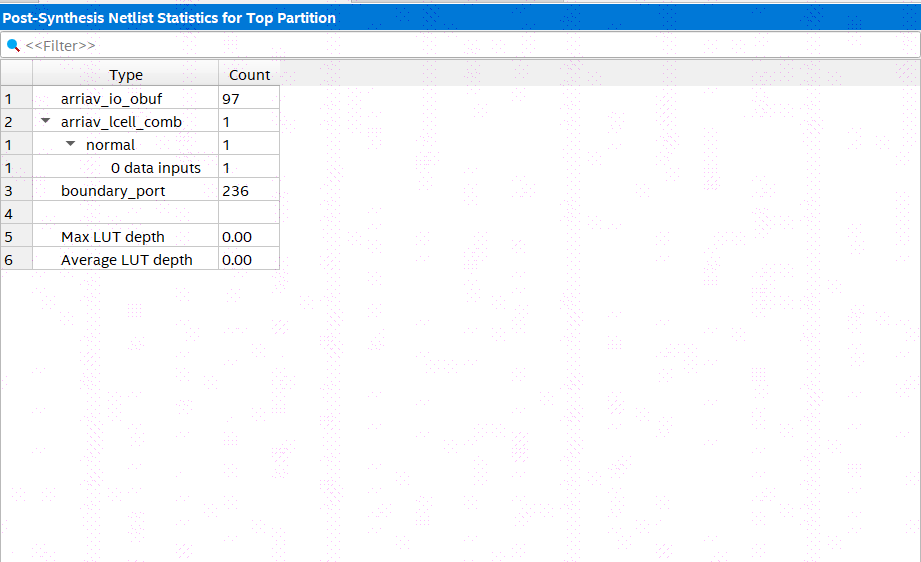 Post-Synthesis Netlist Statistics for Top Partition
<<Filter>>
Type Count
1 arriav_io_obuf 97
2 arriav_lcell_comb 1
1 normal 1
1 0 data inputs 1
3 boundary_port 236
4
5 Max LUT depth 0.00
6 Average LUT depth 0.00